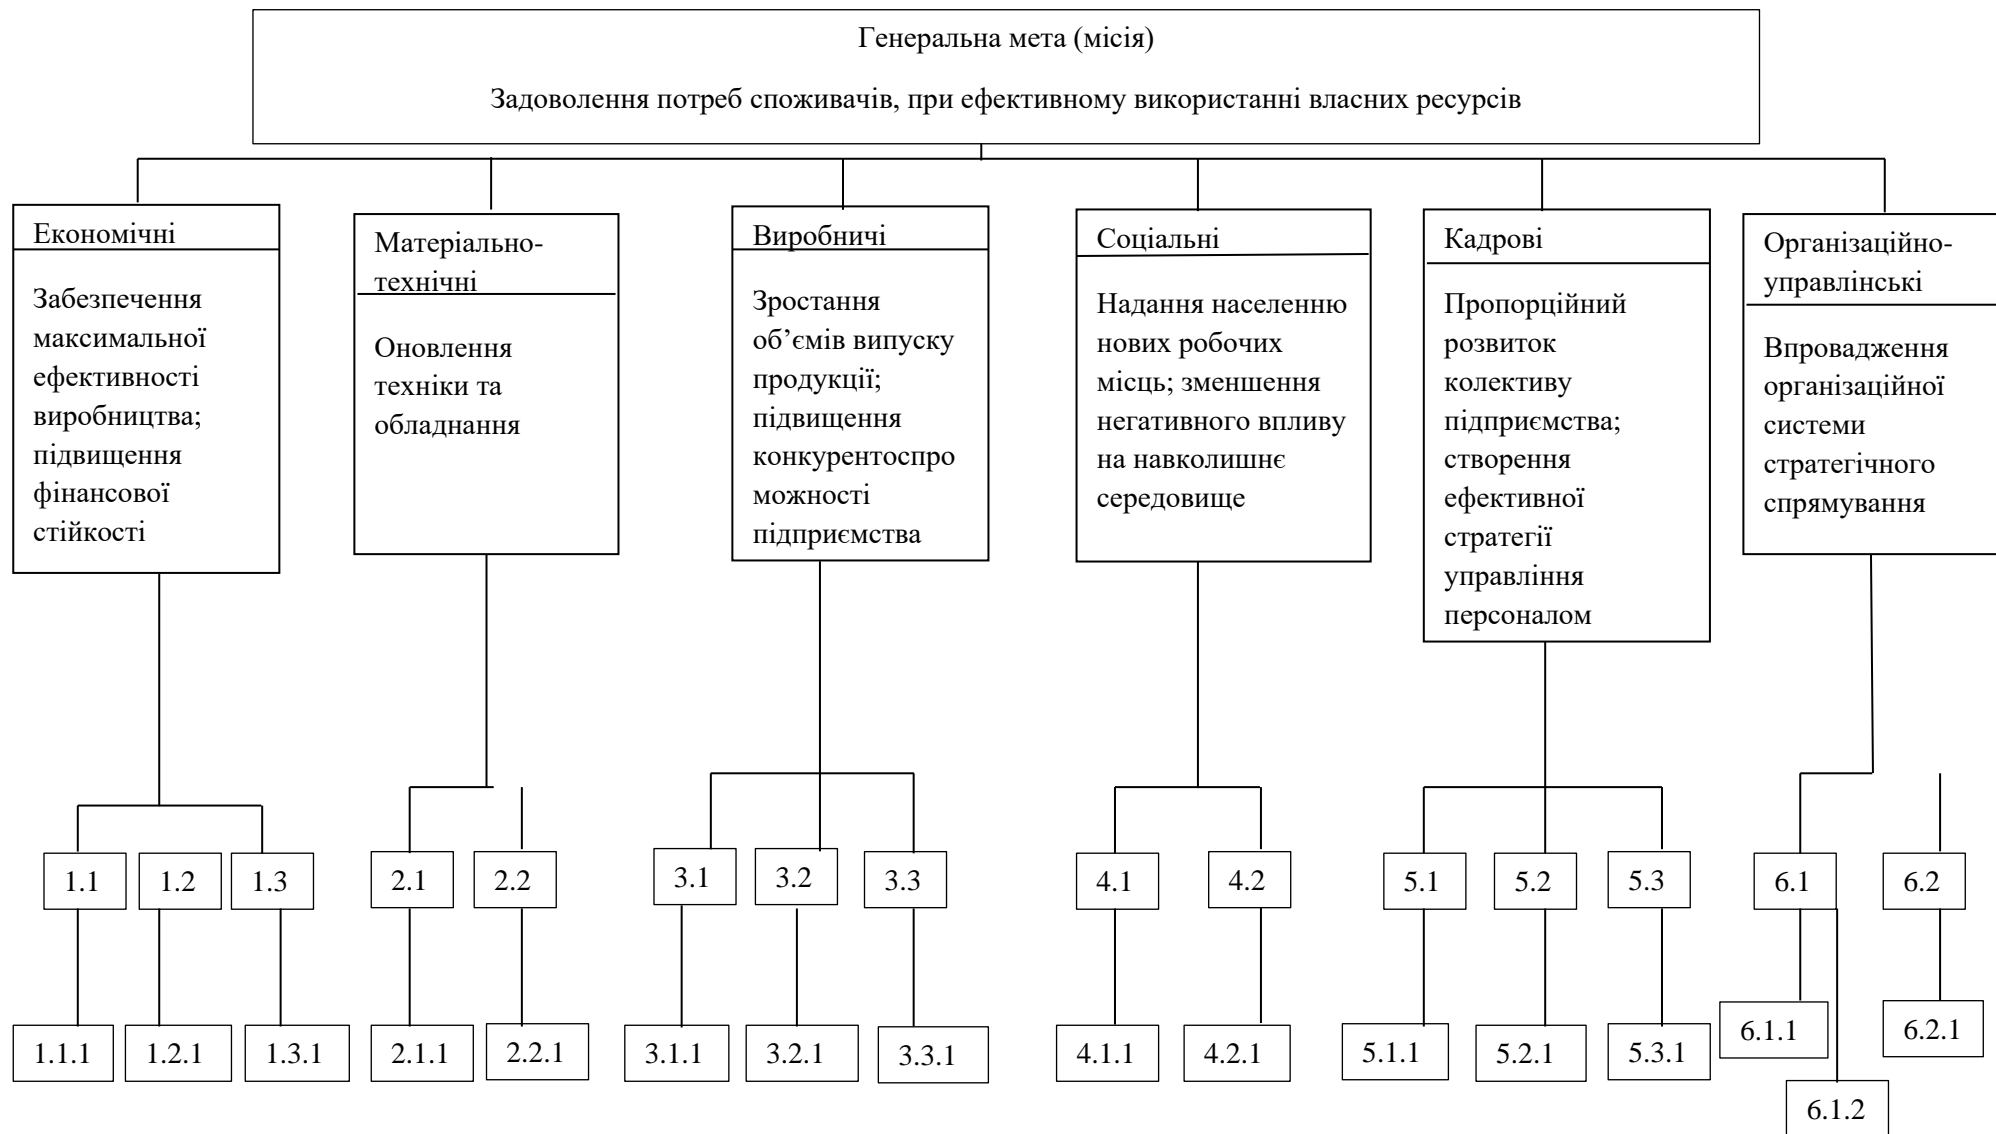 Генеральна мета (місія)
Задоволення потреб споживачів, при ефективному використанні власних ресурсів
Економічні
Забезпечення
максимальної
ефективності
виробництва;
підвищення
фінансової
стійкості
Матеріально-
технічні
Оновлення
техніки та
обладнання
Виробничі
Зростання
об’ємів випуску
продукції;
підвищення
конкурентоспро
можності
підприємства
Соціальні
Надання населенню
нових робочих
місць; зменшення
негативного впливу
на навколишнє
середовище
Кадрові
Пропорційний
розвиток
колективу
підприємства;
створення
ефективної
стратегії
управління
персоналом
Організаційно-
управлінські
Впровадження
організаційної
системи
стратегічного
спрямування
1.1
1.2
1.3
2.1
2.2
3.1
3.2
3.3
4.1
4.2
5.1
5.2
5.3
6.1
6.2
1.1.1
1.2.1
1.3.1
2.1.1
2.2.1
3.1.1
3.2.1
3.3.1
4.1.1
4.2.1
5.1.1
5.2.1
5.3.1
6.1.1
6.2.1
6.1.2